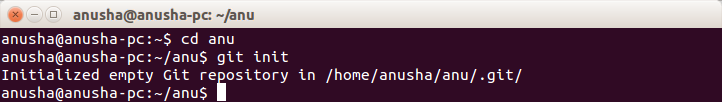 anusha@anusha-pc: ~/anu
anusha@anusha-pc:~$ cd anu
anusha@anusha-pc:~/anu$ git init
Initialized empty Git repository in /home/anusha/anu/.git/
anusha@anusha-pc:~/anu$